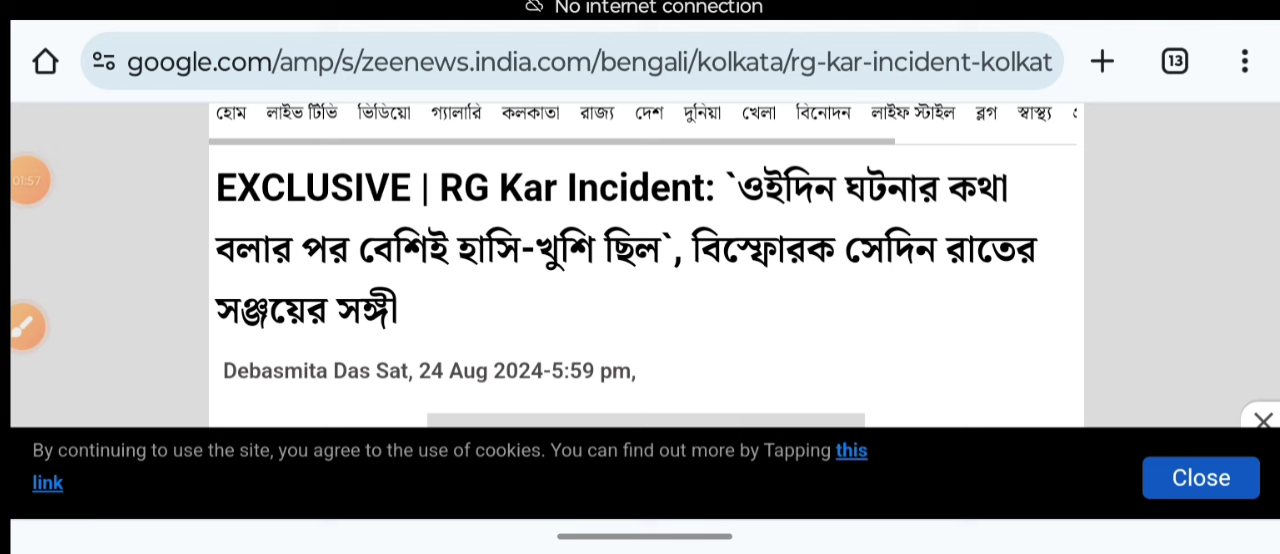 No internet connection
google.com/amp/s/zeenews.india.com/bengali/kolkata/rg-kar-incident-kolkat
13
হোম লাইভ টিভি ভিডিয়ো গ্যালারি কলকাতা রাজ্য দেশ দুনিয়া খেলা বিনোদন লাইফ স্টাইল ব্লগ স্বাস্থ্য
01:57
EXCLUSIVE | RG Kar Incident: `ওইদিন ঘটনার কথা
বলার পর বেশিই হাসি-খুশি ছিল`, বিস্ফোরক সেদিন রাতের
সঞ্জয়ের সঙ্গী
Debasmita Das Sat, 24 Aug 2024-5:59 pm,
By continuing to use the site, you agree to the use of cookies. You can find out more by Tapping this
link
Close